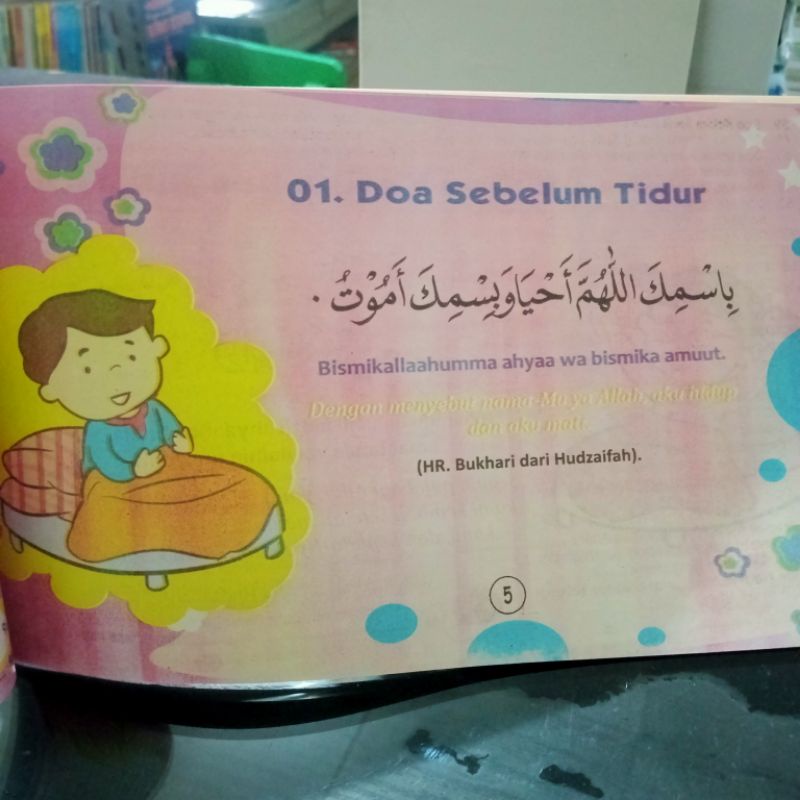 01. Doa Sebelum Tidur
بِاسْمِكَ اللّٰهُمَّ أَحْيَا وَبِسْمِكَ أَمُوْتُ.
Bismikallaahumma ahyaa wa bismika amuut.
Dengan menyebut nama-Mu ya Allah, aku hidup
dan aku mati.
(HR. Bukhari dari Hudzaifah).
5